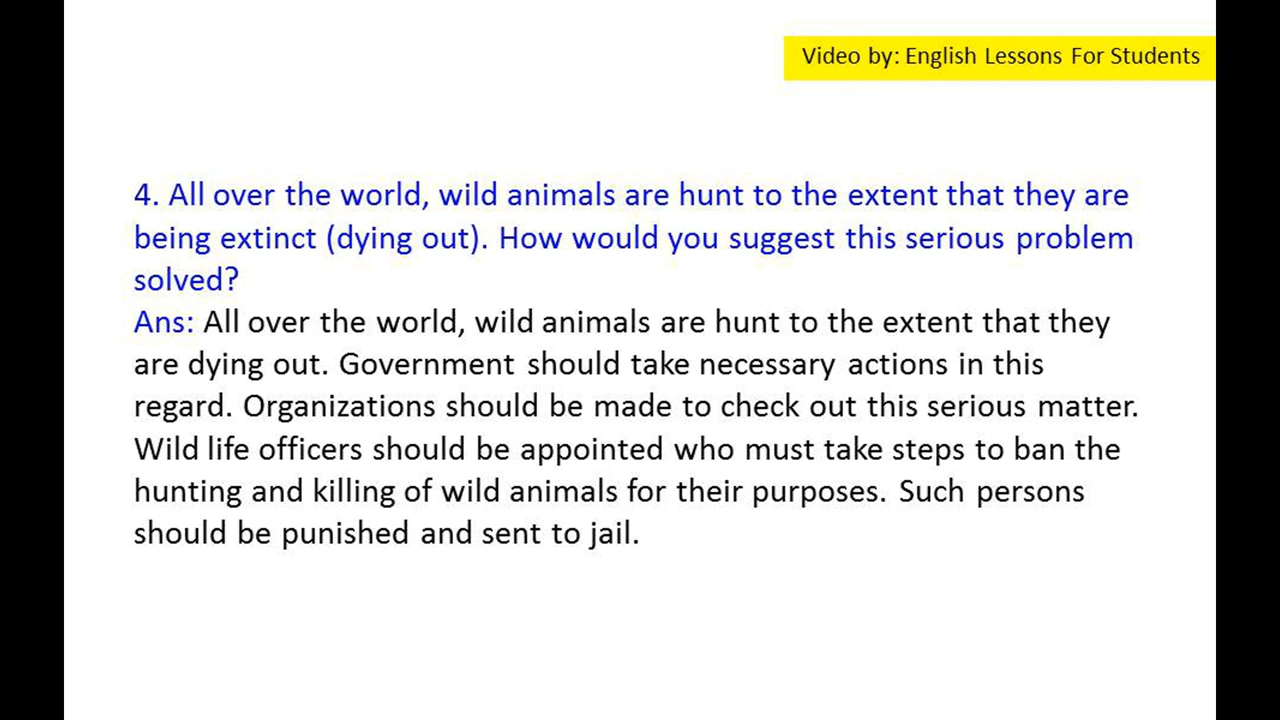 Video by: English Lessons For Students
4. All over the world, wild animals are hunt to the extent that they are
being extinct (dying out). How would you suggest this serious problem
solved?
Ans: All over the world, wild animals are hunt to the extent that they
are dying out. Government should take necessary actions in this
regard. Organizations should be made to check out this serious matter.
Wild life officers should be appointed who must take steps to ban the
hunting and killing of wild animals for their purposes. Such persons
should be punished and sent to jail.